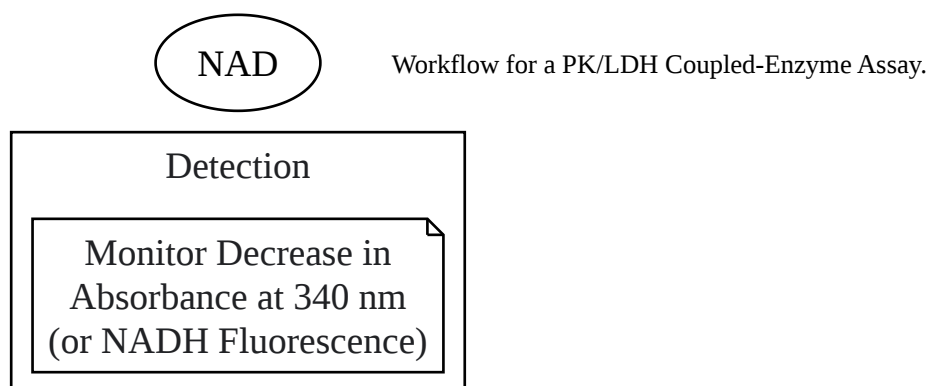 NAD
Workflow for a PK/LDH Coupled-Enzyme Assay.
Detection
Monitor Decrease in
Absorbance at 340 nm
(or NADH Fluorescence)